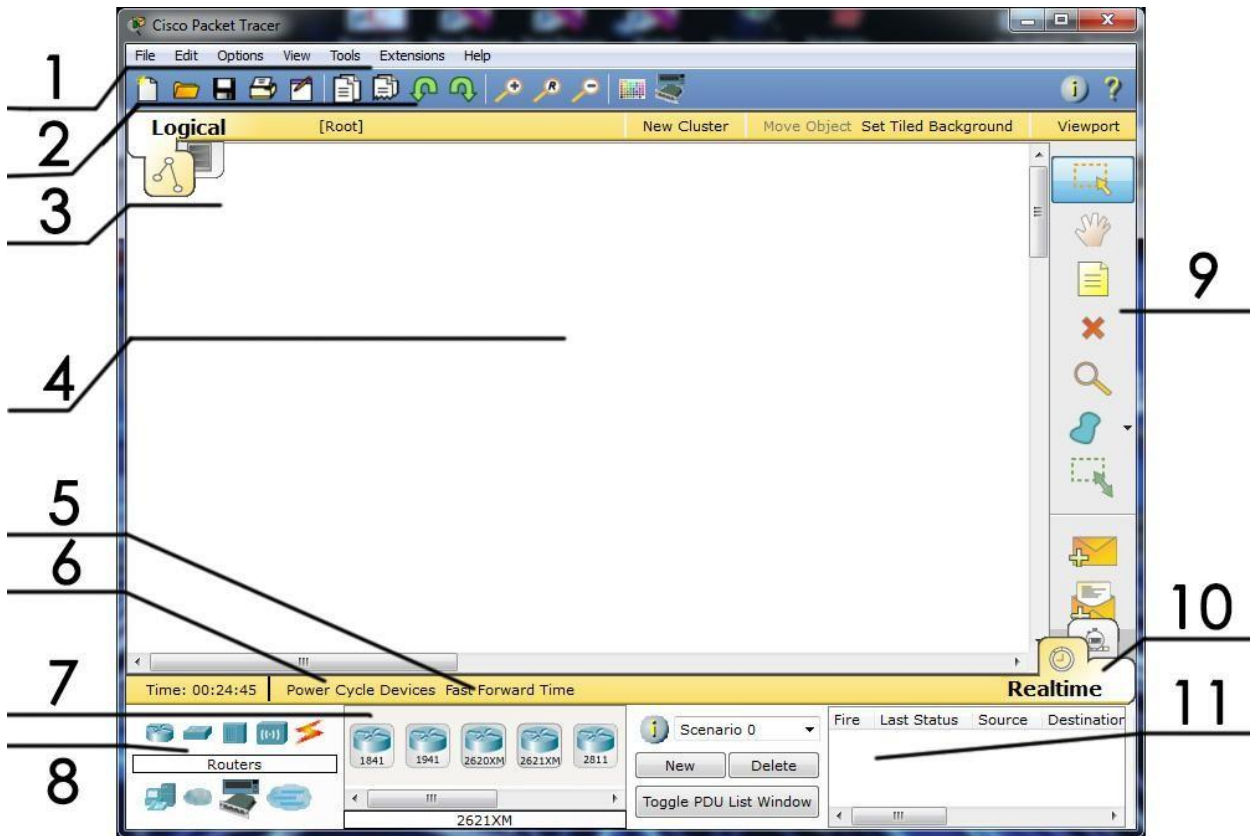 Cisco Packet Tracer
File Edit Options View Tools Extensions Help
1
2
Logical [Root] New Cluster Move Object Set Tiled Background Viewport
3
9
4
5
6
10
7
Time: 00:24:45 Power Cycle Devices Fast Forward Time Realtime
11
Fire Last Status Source Destination
Scenario 0
1841 1941 2620XM 2621XM 2811
Routers
New Delete
8
Toggle PDU List Window
2621XM